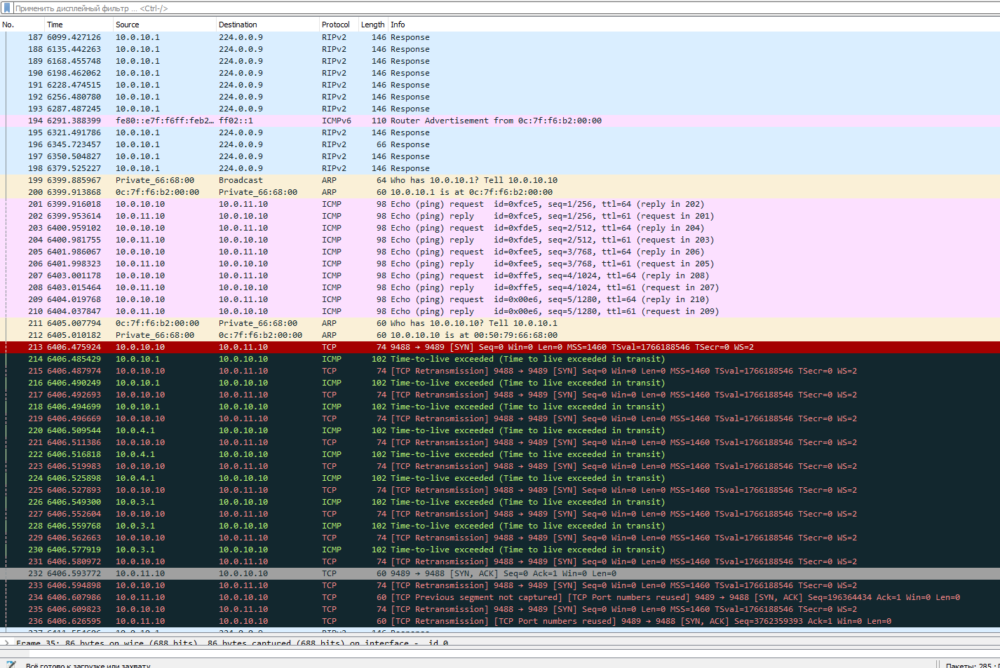 Применить дисплейный фильтр ... <Ctrl-/>
No. Time Source Destination Protocol Length Info
187 6099.427126 10.0.10.1 224.0.0.9 RIPv2 146 Response
188 6135.442263 10.0.10.1 224.0.0.9 RIPv2 146 Response
189 6168.455748 10.0.10.1 224.0.0.9 RIPv2 146 Response
190 6198.462062 10.0.10.1 224.0.0.9 RIPv2 146 Response
191 6228.474515 10.0.10.1 224.0.0.9 RIPv2 146 Response
192 6256.480780 10.0.10.1 224.0.0.9 RIPv2 146 Response
193 6287.487245 10.0.10.1 224.0.0.9 RIPv2 146 Response
194 6291.388399 fe80::e7f:f6ff:feb2… ff02::1 ICMPv6 110 Router Advertisement from 0c:7f:f6:b2:00:00
195 6321.491786 10.0.10.1 224.0.0.9 RIPv2 146 Response
196 6345.723457 10.0.10.1 224.0.0.9 RIPv2 66 Response
197 6350.504827 10.0.10.1 224.0.0.9 RIPv2 146 Response
198 6379.525227 10.0.10.1 224.0.0.9 RIPv2 146 Response
199 6399.885967 Private_66:68:00 Broadcast ARP 64 Who has 10.0.10.1? Tell 10.0.10.10
200 6399.913868 0c:7f:f6:b2:00:00 Private_66:68:00 ARP 60 10.0.10.1 is at 0c:7f:f6:b2:00:00
201 6399.916018 10.0.10.10 10.0.11.10 ICMP 98 Echo (ping) request id=0xfce5, seq=1/256, ttl=64 (reply in 202)
202 6399.953614 10.0.11.10 10.0.10.10 ICMP 98 Echo (ping) reply id=0xfce5, seq=1/256, ttl=61 (request in 201)
203 6400.959102 10.0.10.10 10.0.11.10 ICMP 98 Echo (ping) request id=0xfde5, seq=2/512, ttl=64 (reply in 204)
204 6400.981755 10.0.11.10 10.0.10.10 ICMP 98 Echo (ping) reply id=0xfde5, seq=2/512, ttl=61 (request in 203)
205 6401.986067 10.0.10.10 10.0.11.10 ICMP 98 Echo (ping) request id=0xfee5, seq=3/768, ttl=64 (reply in 206)
206 6401.998323 10.0.11.10 10.0.10.10 ICMP 98 Echo (ping) reply id=0xfee5, seq=3/768, ttl=61 (request in 205)
207 6403.001178 10.0.10.10 10.0.11.10 ICMP 98 Echo (ping) request id=0xffe5, seq=4/1024, ttl=64 (reply in 208)
208 6403.015464 10.0.11.10 10.0.10.10 ICMP 98 Echo (ping) reply id=0xffe5, seq=4/1024, ttl=61 (request in 207)
209 6404.019768 10.0.10.10 10.0.11.10 ICMP 98 Echo (ping) request id=0x00e6, seq=5/1280, ttl=64 (reply in 210)
210 6404.037847 10.0.11.10 10.0.10.10 ICMP 98 Echo (ping) reply id=0x00e6, seq=5/1280, ttl=61 (request in 209)
211 6405.007794 0c:7f:f6:b2:00:00 Private_66:68:00 ARP 60 Who has 10.0.10.10? Tell 10.0.10.1
212 6405.010182 Private_66:68:00 0c:7f:f6:b2:00:00 ARP 60 10.0.10.10 is at 00:50:79:66:68:00
213 6406.475924 10.0.10.10 10.0.11.10 TCP 74 9488 → 9489 [SYN] Seq=0 Win=0 Len=0 MSS=1460 TSval=1766188546 TSecr=0 WS=2
214 6406.485429 10.0.10.1 10.0.10.10 ICMP 102 Time-to-live exceeded (Time to live exceeded in transit)
215 6406.487974 10.0.10.10 10.0.11.10 TCP 74 [TCP Retransmission] 9488 → 9489 [SYN] Seq=0 Win=0 Len=0 MSS=1460 TSval=1766188546 TSecr=0 WS=2
216 6406.490249 10.0.10.1 10.0.10.10 ICMP 102 Time-to-live exceeded (Time to live exceeded in transit)
217 6406.492693 10.0.10.10 10.0.11.10 TCP 74 [TCP Retransmission] 9488 → 9489 [SYN] Seq=0 Win=0 Len=0 MSS=1460 TSval=1766188546 TSecr=0 WS=2
218 6406.494699 10.0.10.1 10.0.10.10 ICMP 102 Time-to-live exceeded (Time to live exceeded in transit)
219 6406.496669 10.0.10.10 10.0.11.10 TCP 74 [TCP Retransmission] 9488 → 9489 [SYN] Seq=0 Win=0 Len=0 MSS=1460 TSval=1766188546 TSecr=0 WS=2
220 6406.509544 10.0.4.1 10.0.10.10 ICMP 102 Time-to-live exceeded (Time to live exceeded in transit)
221 6406.511386 10.0.10.10 10.0.11.10 TCP 74 [TCP Retransmission] 9488 → 9489 [SYN] Seq=0 Win=0 Len=0 MSS=1460 TSval=1766188546 TSecr=0 WS=2
222 6406.516818 10.0.4.1 10.0.10.10 ICMP 102 Time-to-live exceeded (Time to live exceeded in transit)
223 6406.519983 10.0.10.10 10.0.11.10 TCP 74 [TCP Retransmission] 9488 → 9489 [SYN] Seq=0 Win=0 Len=0 MSS=1460 TSval=1766188546 TSecr=0 WS=2
224 6406.525898 10.0.4.1 10.0.10.10 ICMP 102 Time-to-live exceeded (Time to live exceeded in transit)
225 6406.527893 10.0.10.10 10.0.11.10 TCP 74 [TCP Retransmission] 9488 → 9489 [SYN] Seq=0 Win=0 Len=0 MSS=1460 TSval=1766188546 TSecr=0 WS=2
226 6406.549300 10.0.3.1 10.0.10.10 ICMP 102 Time-to-live exceeded (Time to live exceeded in transit)
227 6406.552604 10.0.10.10 10.0.11.10 TCP 74 [TCP Retransmission] 9488 → 9489 [SYN] Seq=0 Win=0 Len=0 MSS=1460 TSval=1766188546 TSecr=0 WS=2
228 6406.559768 10.0.3.1 10.0.10.10 ICMP 102 Time-to-live exceeded (Time to live exceeded in transit)
229 6406.562663 10.0.10.10 10.0.11.10 TCP 74 [TCP Retransmission] 9488 → 9489 [SYN] Seq=0 Win=0 Len=0 MSS=1460 TSval=1766188546 TSecr=0 WS=2
230 6406.577919 10.0.3.1 10.0.10.10 ICMP 102 Time-to-live exceeded (Time to live exceeded in transit)
231 6406.580972 10.0.10.10 10.0.11.10 TCP 74 [TCP Retransmission] 9488 → 9489 [SYN] Seq=0 Win=0 Len=0 MSS=1460 TSval=1766188546 TSecr=0 WS=2
232 6406.593772 10.0.11.10 10.0.10.10 TCP 60 9489 → 9488 [SYN, ACK] Seq=0 Ack=1 Win=0 Len=0
233 6406.594898 10.0.10.10 10.0.11.10 TCP 74 [TCP Retransmission] 9488 → 9489 [SYN] Seq=0 Win=0 Len=0 MSS=1460 TSval=1766188546 TSecr=0 WS=2
234 6406.607986 10.0.11.10 10.0.10.10 TCP 60 [TCP Previous segment not captured] [TCP Port numbers reused] 9489 → 9488 [SYN, ACK] Seq=196364434 Ack=1 Win=0 Len=0
235 6406.609823 10.0.10.10 10.0.11.10 TCP 74 [TCP Retransmission] 9488 → 9489 [SYN] Seq=0 Win=0 Len=0 MSS=1460 TSval=1766188546 TSecr=0 WS=2
236 6406.626595 10.0.11.10 10.0.10.10 TCP 60 [TCP Retransmission] [TCP Port numbers reused] 9489 → 9488 [SYN, ACK] Seq=3762359393 Ack=1 Win=0 Len=0
237 6411.554606 10.0.10.1 224.0.0.9 RIPv2 146 Response
Frame 35: 86 bytes on wire (688 bits), 86 bytes captured (688 bits) on interface -, id 0
Всё готово к загрузке или захвату
Пакеты: 285